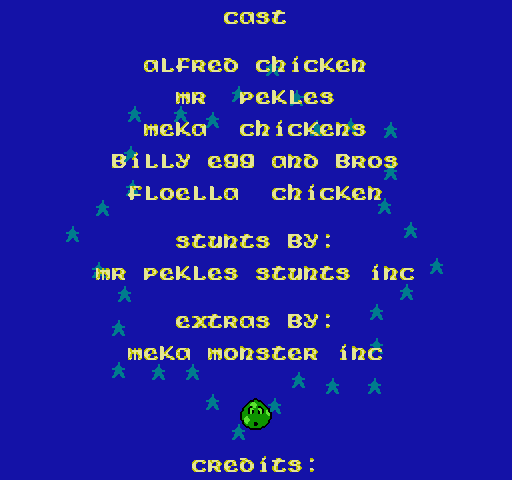 cast
alfred chicken
mr pekles
meka chickens
Billy egg and Bros
floella chicken
stunts By:
mr pekles stunts inc
extras By:
meka monster inc
credits: